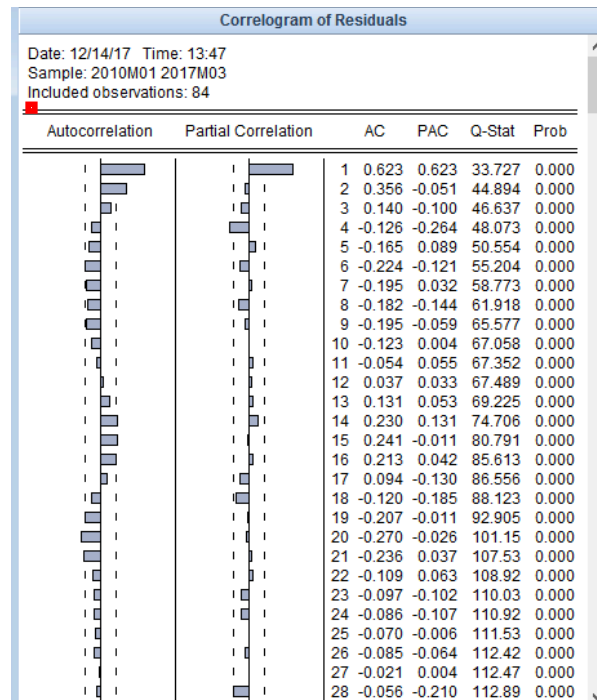 Correlogram of Residuals
Date: 12/14/17 Time: 13:47
Sample: 2010M01 2017M03
Included observations: 84
Autocorrelation Partial Correlation AC PAC Q-Stat Prob
1 0.623 0.623 33.727 0.000
2 0.356 -0.051 44.894 0.000
3 0.140 -0.100 46.637 0.000
4 -0.126 -0.264 48.073 0.000
5 -0.165 0.089 50.554 0.000
6 -0.224 -0.121 55.204 0.000
7 -0.195 0.032 58.773 0.000
8 -0.182 -0.144 61.918 0.000
9 -0.195 -0.059 65.577 0.000
10 -0.123 0.004 67.058 0.000
11 -0.054 0.055 67.352 0.000
12 0.037 0.033 67.489 0.000
13 0.131 0.053 69.225 0.000
14 0.230 0.131 74.706 0.000
15 0.241 -0.011 80.791 0.000
16 0.213 0.042 85.613 0.000
17 0.094 -0.130 86.556 0.000
18 -0.120 -0.185 88.123 0.000
19 -0.207 -0.011 92.905 0.000
20 -0.270 -0.026 101.15 0.000
21 -0.236 0.037 107.53 0.000
22 -0.109 0.063 108.92 0.000
23 -0.097 -0.102 110.03 0.000
24 -0.086 -0.107 110.92 0.000
25 -0.070 -0.006 111.53 0.000
26 -0.085 -0.064 112.42 0.000
27 -0.021 0.004 112.47 0.000
28 -0.056 -0.210 112.89 0.000